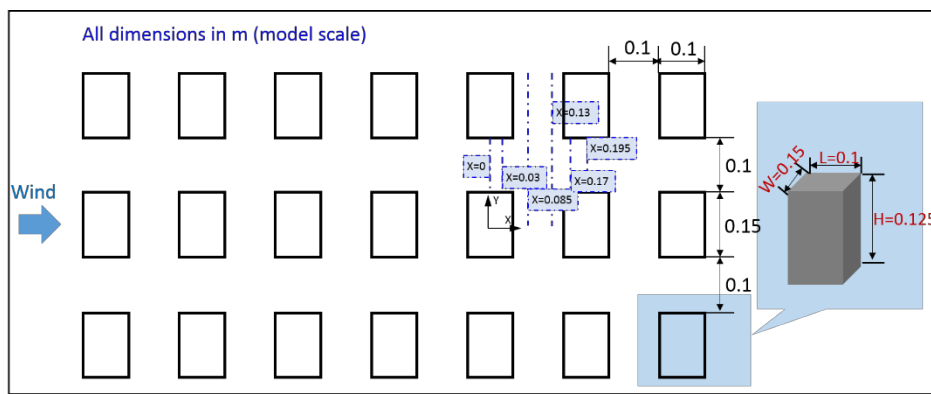 All dimensions in m (model scale)
0.1
0.1
X=0.13
X=0
X=0.195
X=0.03
X=0.17
X=0.085
Wind
Y
X
0.1
0.15
0.1
W=0.15
L=0.1
H=0.125